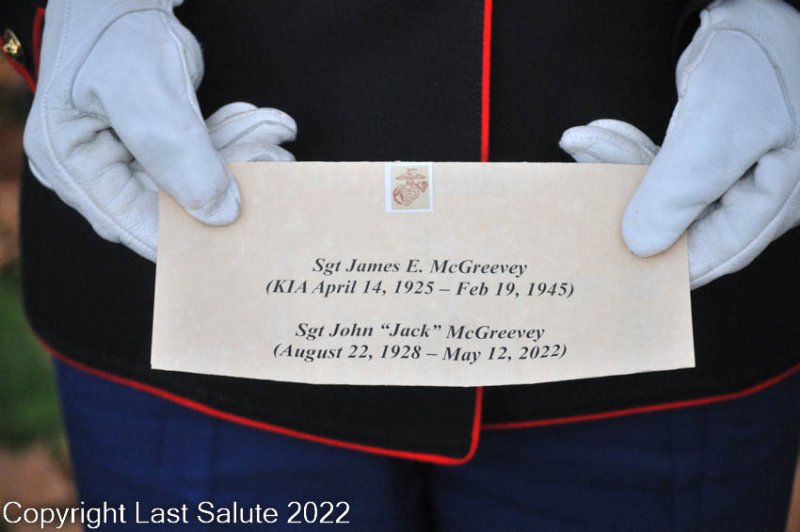 Sgt James E. McGreevey
(KIA April 14, 1925 – Feb 19, 1945)
Sgt John “Jack” McGreevey
(August 22, 1928 – May 12, 2022)
Copyright Last Salute 2022